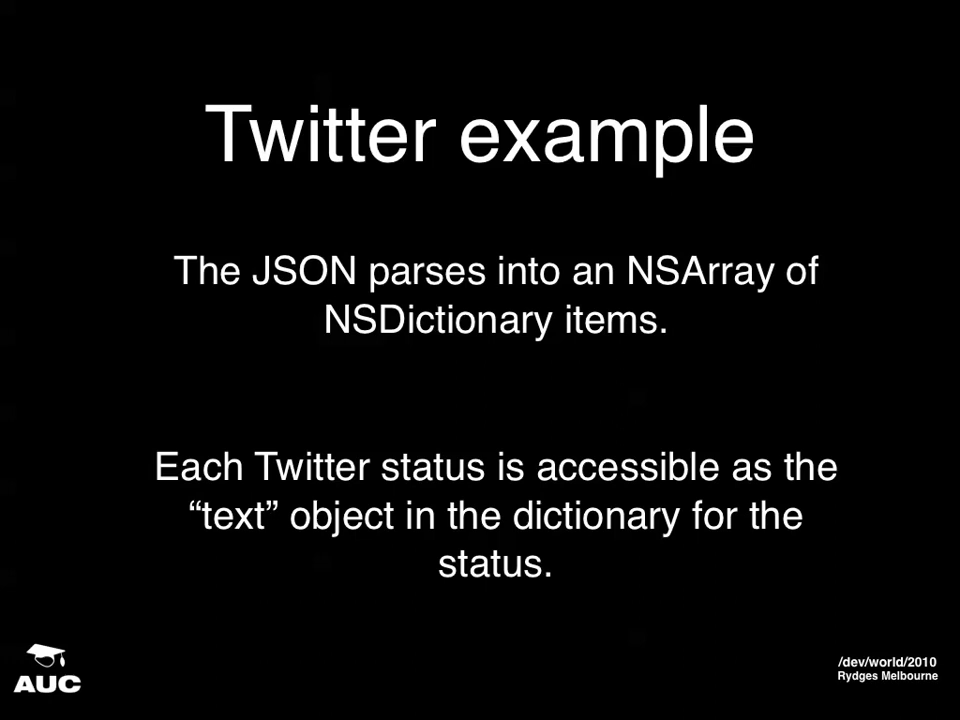 Twitter example
The JSON parses into an NSArray of
NSDictionary items.
Each Twitter status is accessible as the
“text” object in the dictionary for the
status.
AUC
/dev/world/2010
Rydges Melbourne